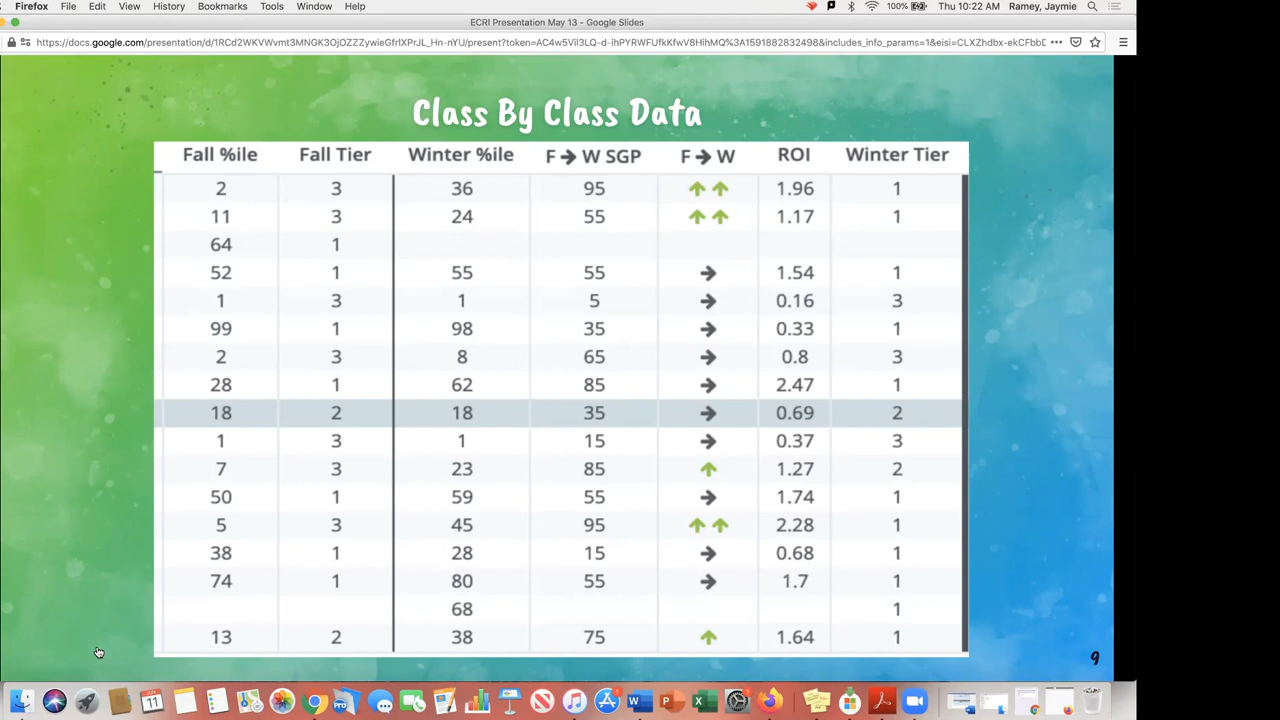 Firefox File Edit View History Bookmarks Tools Window Help 100% Thu 10:22 AM Ramey, Jaymie
ECRI Presentation May 13 - Google Slides
Class By Class Data
Fall %ile Fall Tier Winter %ile F → W SGP F → W ROI Winter Tier
2 3 36 95 ↑↑ 1.96 1
11 3 24 55 ↑↑ 1.17 1
64 1
52 1 55 55 → 1.54 1
1 3 1 5 → 0.16 3
99 1 98 35 → 0.33 1
2 3 8 65 → 0.8 3
28 1 62 85 → 2.47 1
18 2 18 35 → 0.69 2
1 3 1 15 → 0.37 3
7 3 23 85 ↑ 1.27 2
50 1 59 55 → 1.74 1
5 3 45 95 ↑↑ 2.28 1
38 1 28 15 → 0.68 1
74 1 80 55 → 1.7 1
68 1
13 2 38 75 ↑ 1.64 1
9